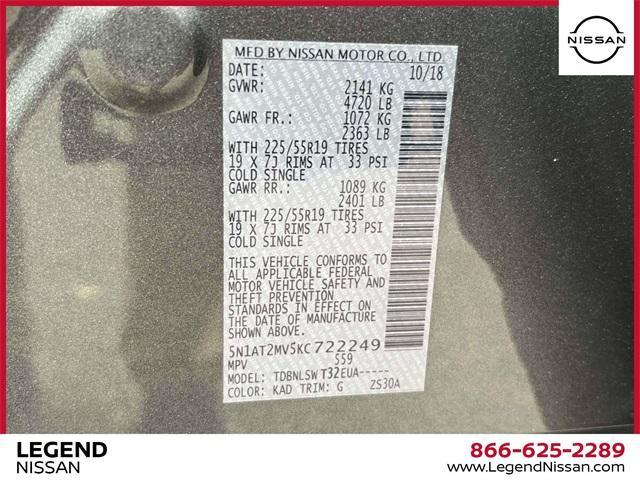 NISSAN
MFD BY NISSAN MOTOR CO., LTD
DATE: 10/18
GVWR: 2141 KG
4720 LB
GAWR FR.: 1072 KG
2363 LB
WITH 225/55R19 TIRES
19 X 7J RIMS AT 33 PSI
COLD SINGLE
GAWR RR.: 1089 KG
2401 LB
WITH 225/55R19 TIRES
19 X 7J RIMS AT 33 PSI
COLD SINGLE
THIS VEHICLE CONFORMS TO
ALL APPLICABLE FEDERAL
MOTOR VEHICLE SAFETY AND
THEFT PREVENTION
STANDARDS IN EFFECT ON
THE DATE OF MANUFACTURE
SHOWN ABOVE.
5N1AT2MV5KC722249
MPV 559
MODEL: TDBNLSW T32EUA-----
COLOR: KAD TRIM: G ZS30A
LEGEND
NISSAN
866-625-2289
www.LegendNissan.com